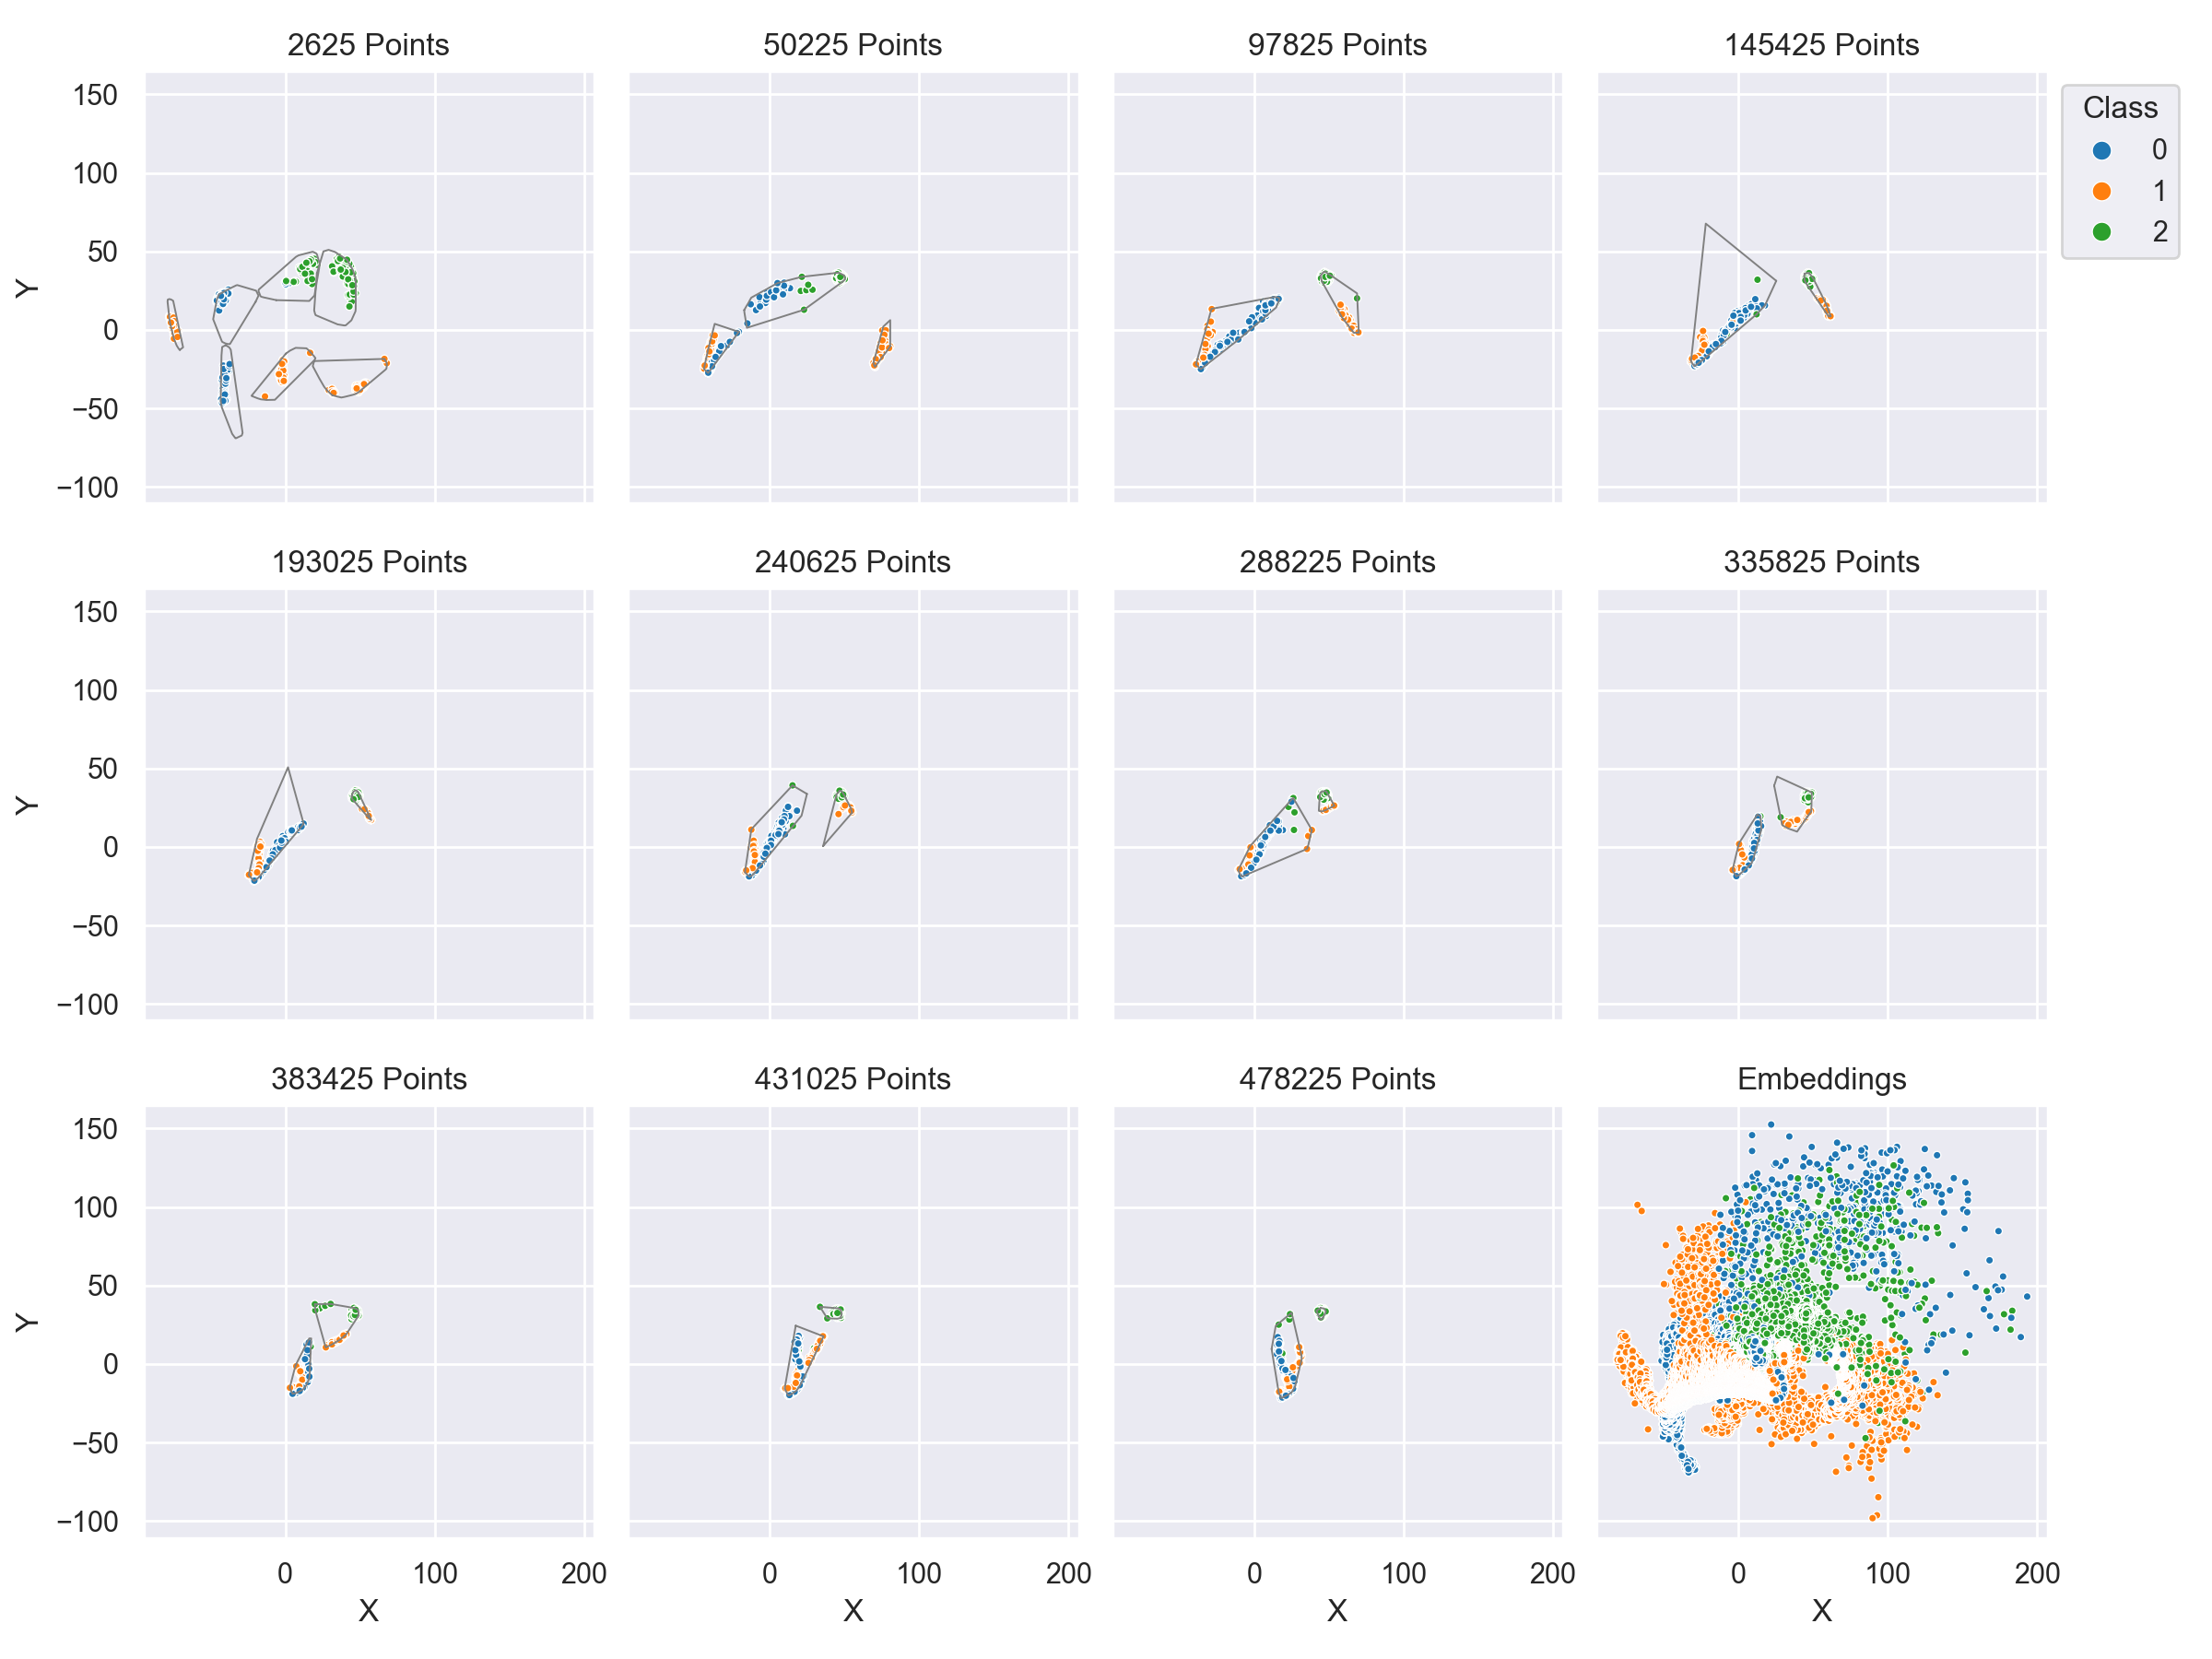 2625 Points
50225 Points
97825 Points
145425 Points
Class
0
1
2
150
100
50
0
−50
−100
Y
193025 Points
240625 Points
288225 Points
335825 Points
150
100
50
0
−50
−100
Y
383425 Points
431025 Points
478225 Points
Embeddings
150
100
50
0
−50
−100
Y
0 100 200 0 100 200 0 100 200 0 100 200
X X X X